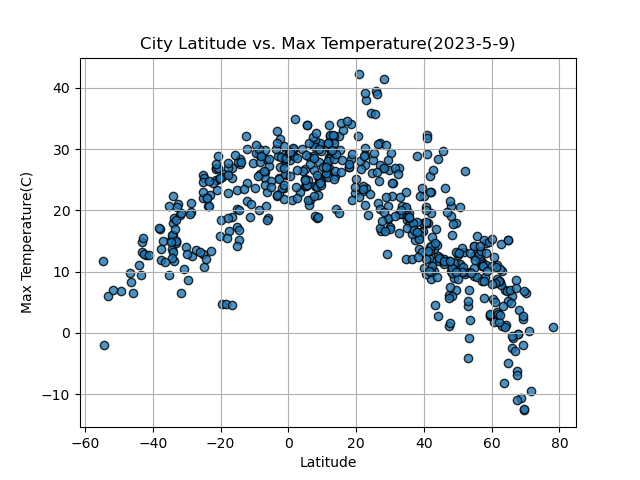 City Latitude vs. Max Temperature(2023-5-9)
Max Temperature(C)
40
30
20
10
0
−10
−60 −40 −20 0 20 40 60 80
Latitude